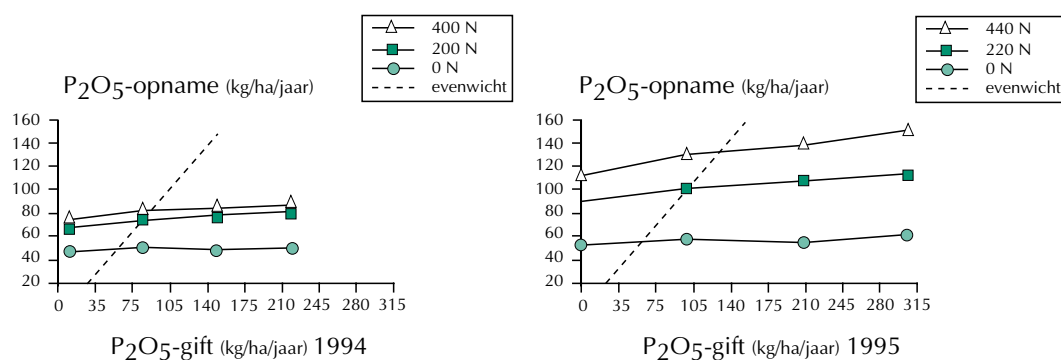 400 N
200 N
0 N
evenwicht
P2O5-opname (kg/ha/jaar)
160
140
120
100
80
60
40
20
0 35 75 105 140 175 210 245 280 315
P2O5-gift (kg/ha/jaar) 1994
440 N
220 N
0 N
evenwicht
P2O5-opname (kg/ha/jaar)
160
140
120
100
80
60
40
20
0 35 75 105 140 175 210 245 280 315
P2O5-gift (kg/ha/jaar) 1995